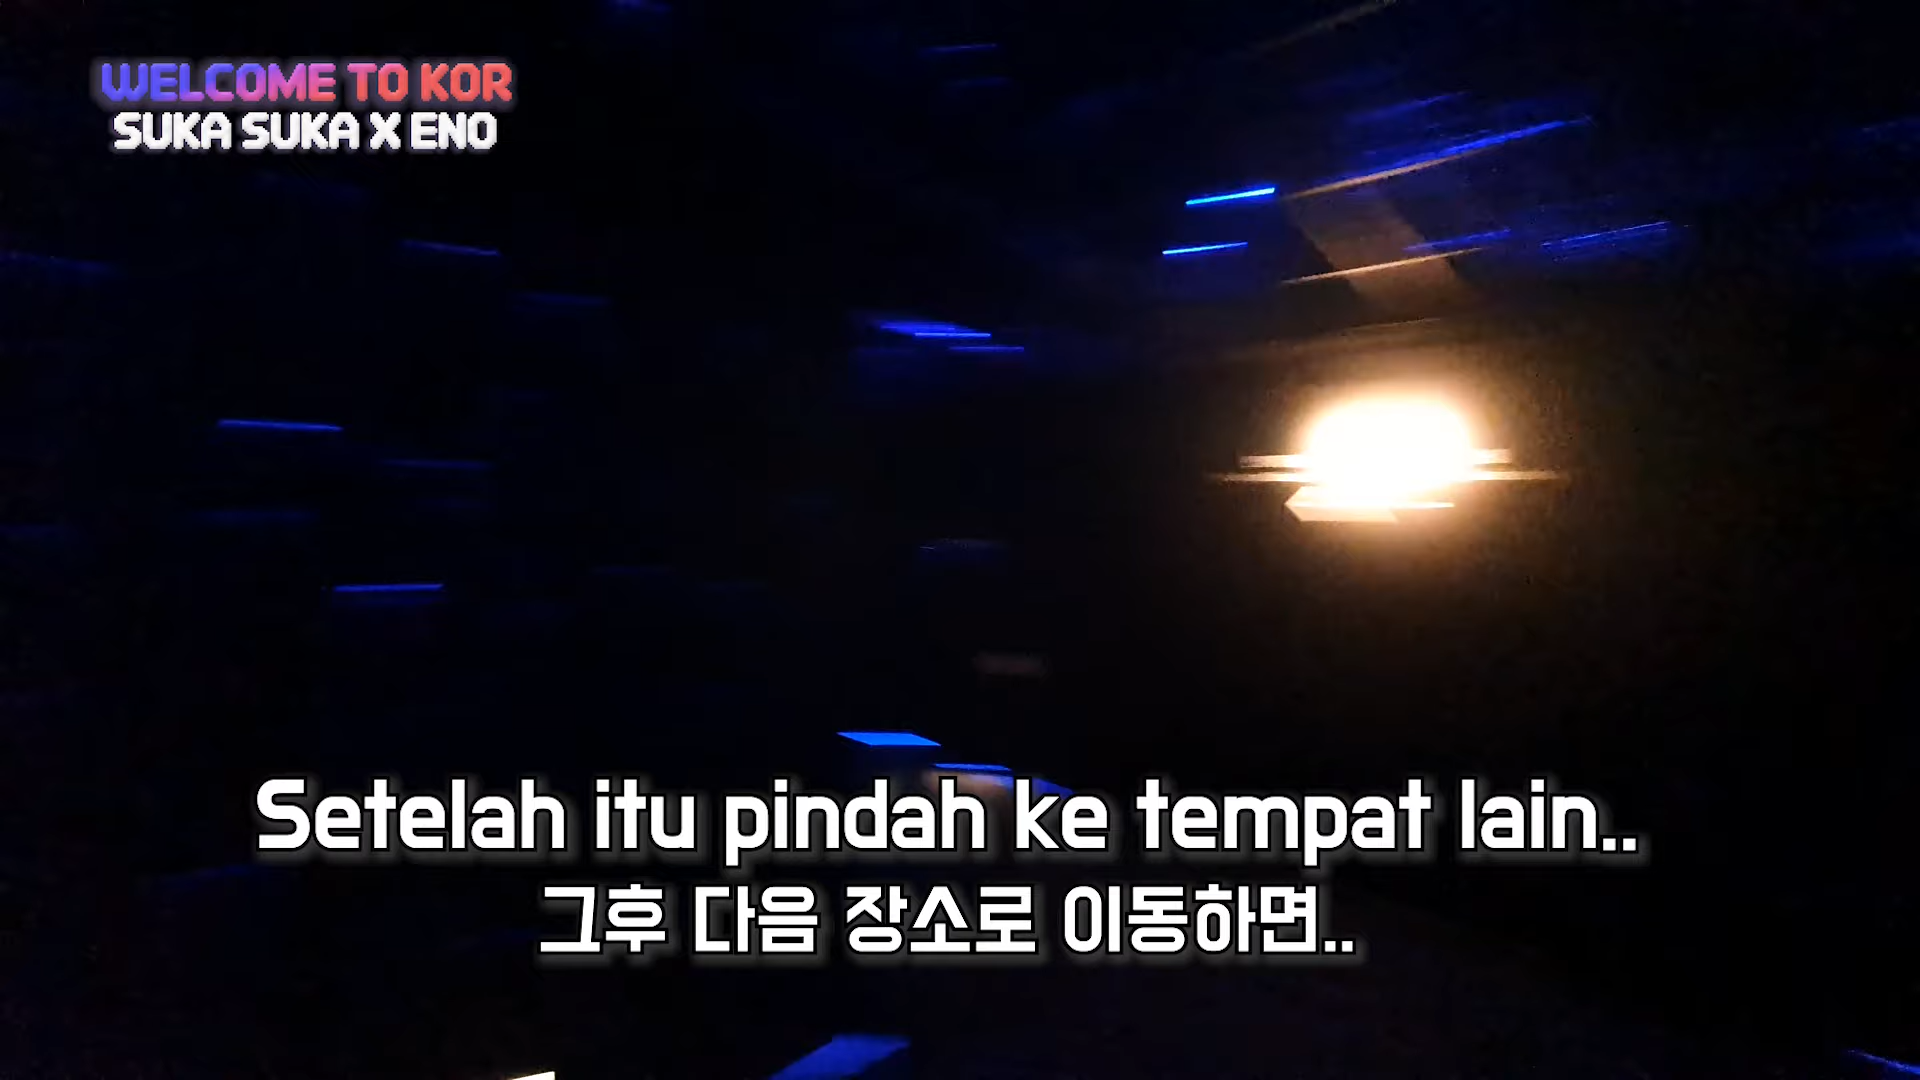 WELCOME TO KOR
SUKA SUKA X ENO
Setelah itu pindah ke tempat lain..
그후 다음 장소로 이동하면..